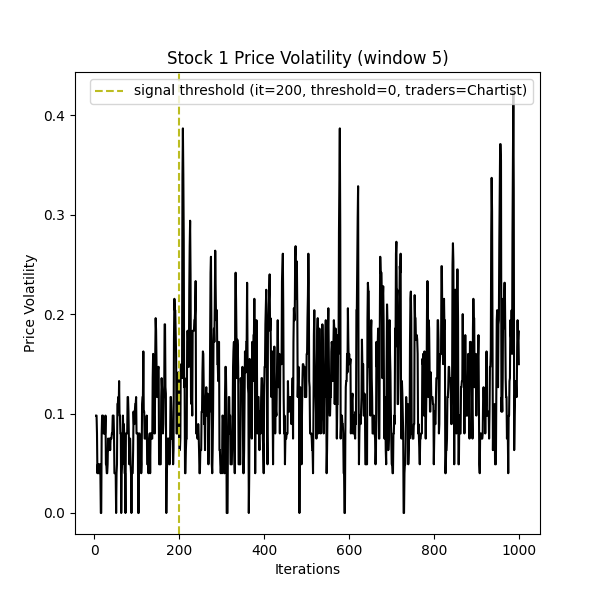 Stock 1 Price Volatility (window 5)
signal threshold (it=200, threshold=0, traders=Chartist)
Price Volatility
0.4
0.3
0.2
0.1
0.0
0 200 400 600 800 1000
Iterations